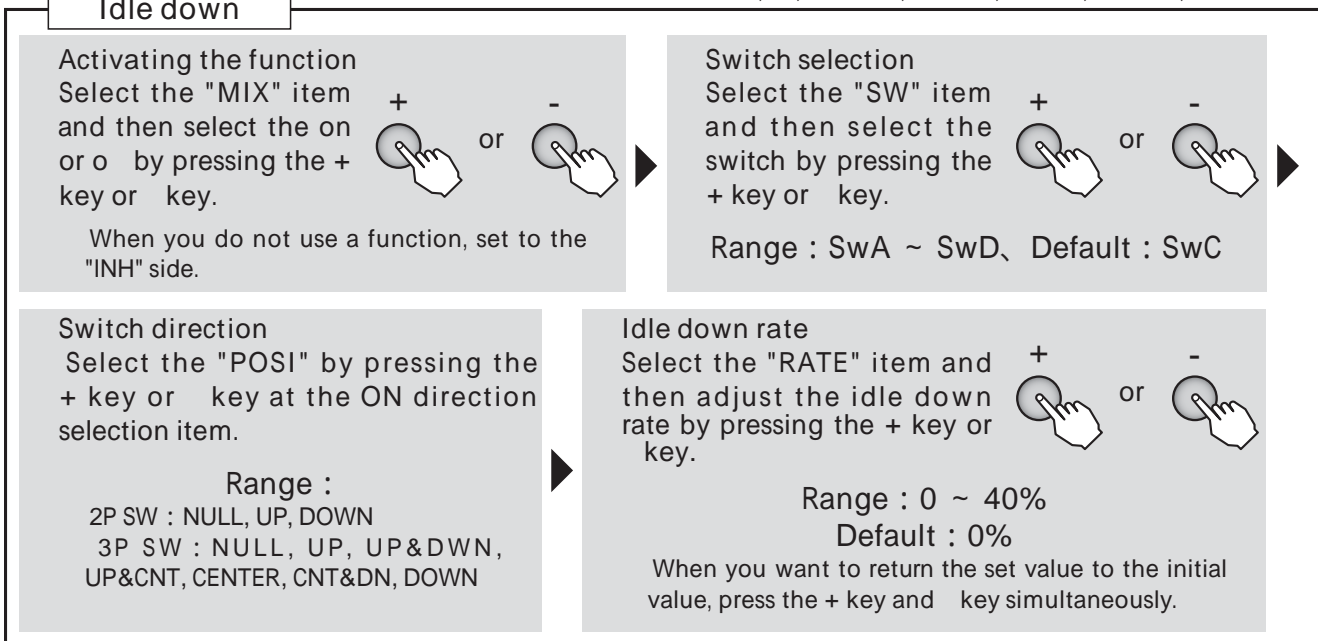 Idle down
Activating the function
Select the "MIX" item
and then select the on
or o by pressing the +
key or key.
+ or -
When you do not use a function, set to the
"INH" side.
Switch selection
Select the "SW" item
and then select the
switch by pressing the
+ key or key.
+ or -
Range：SwA ~ SwD、Default：SwC
Switch direction
Select the "POSI" by pressing the
+ key or key at the ON direction
selection item.
Range：
2P SW：NULL, UP, DOWN
3P SW：NULL, UP, UP&DWN,
UP&CNT, CENTER, CNT&DN, DOWN
Idle down rate
Select the "RATE" item and
then adjust the idle down
rate by pressing the + key or
key.
+ or -
Range：0 ~ 40%
Default：0%
When you want to return the set value to the initial
value, press the + key and key simultaneously.